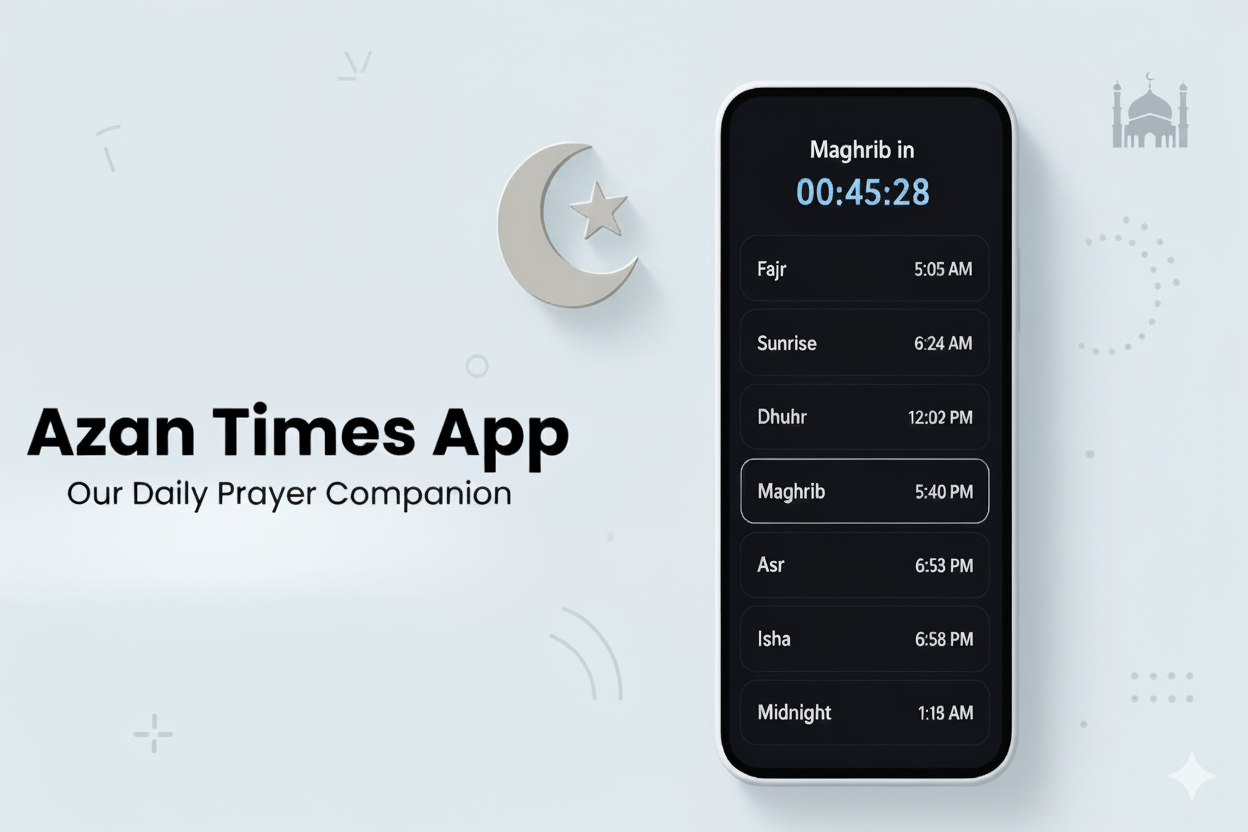 Azan Times App
Our Daily Prayer Companion
Maghrib in
00:45:28
Fajr 5:05 AM
Sunrise 6:24 AM
Dhuhr 12:02 PM
Maghrib 5:40 PM
Asr 6:53 PM
Isha 6:58 PM
Midnight 1:18 AM